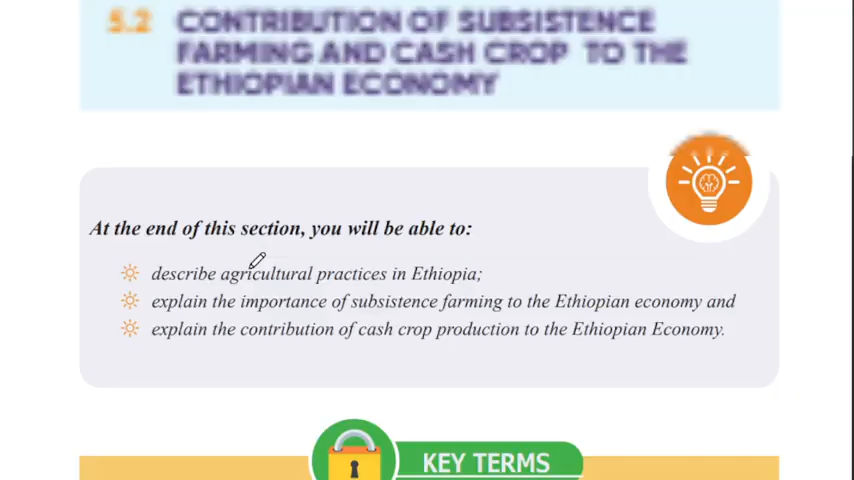 5.2 CONTRIBUTION OF SUBSISTENCE
FARMING AND CASH CROP TO THE
ETHIOPIAN ECONOMY
At the end of this section, you will be able to:
describe agricultural practices in Ethiopia;
explain the importance of subsistence farming to the Ethiopian economy and
explain the contribution of cash crop production to the Ethiopian Economy.
KEY TERMS